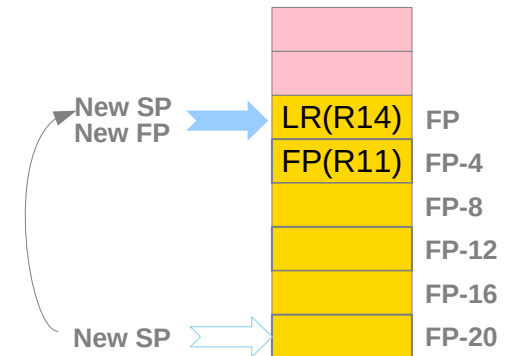 New SP
New FP
LR(R14) FP
FP(R11) FP-4
FP-8
FP-12
FP-16
New SP FP-20